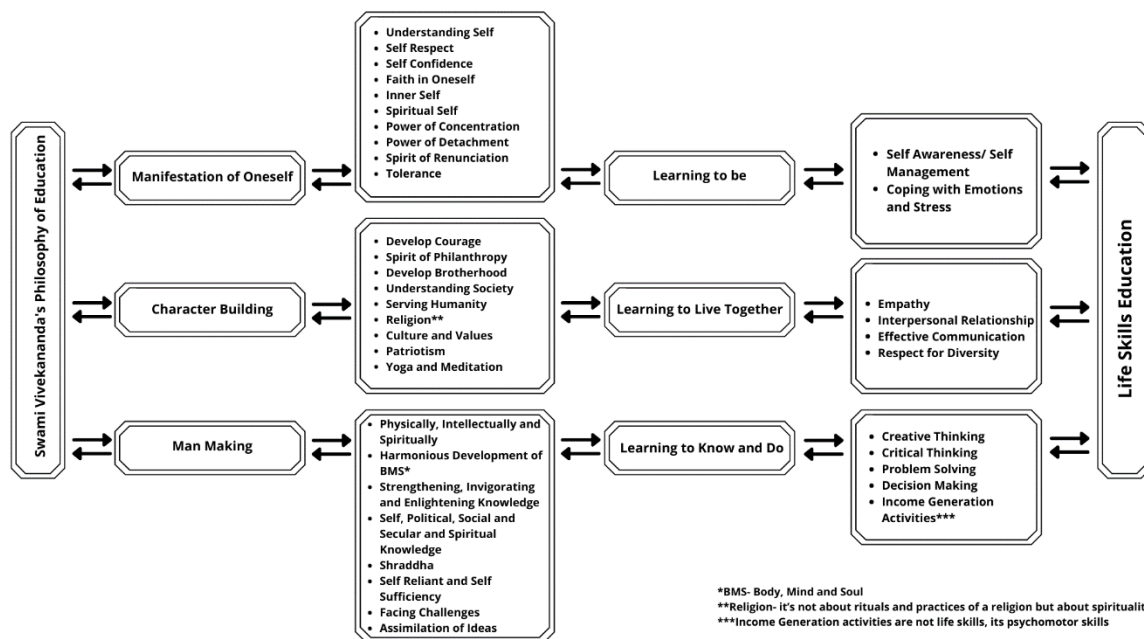 Swami Vivekananda's Philosophy of Education
Manifestation of Oneself
• Understanding Self
• Self Respect
• Self Confidence
• Faith in Oneself
• Inner Self
• Spiritual Self
• Power of Concentration
• Power of Detachment
• Spirit of Renunciation
• Tolerance
Learning to be
• Self Awareness/ Self
Management
• Coping with Emotions
and Stress
Character Building
• Develop Courage
• Spirit of Philanthropy
• Develop Brotherhood
• Understanding Society
• Serving Humanity
• Religion**
• Culture and Values
• Patriotism
• Yoga and Meditation
Learning to Live Together
• Empathy
• Interpersonal Relationship
• Effective Communication
• Respect for Diversity
Man Making
• Physically, Intellectually and
Spiritually
• Harmonious Development of
BMS*
• Strengthening, Invigorating
and Enlightening Knowledge
• Self, Political, Social and
Secular and Spiritual
Knowledge
• Shraddha
• Self Reliant and Self
Sufficiency
• Facing Challenges
• Assimilation of Ideas
Learning to Know and Do
• Creative Thinking
• Critical Thinking
• Problem Solving
• Decision Making
• Income Generation
Activities***
Life Skills Education
*BMS- Body, Mind and Soul
**Religion- it's not about rituals and practices of a religion but about spirituality
***Income Generation activities are not life skills, its psychomotor skills